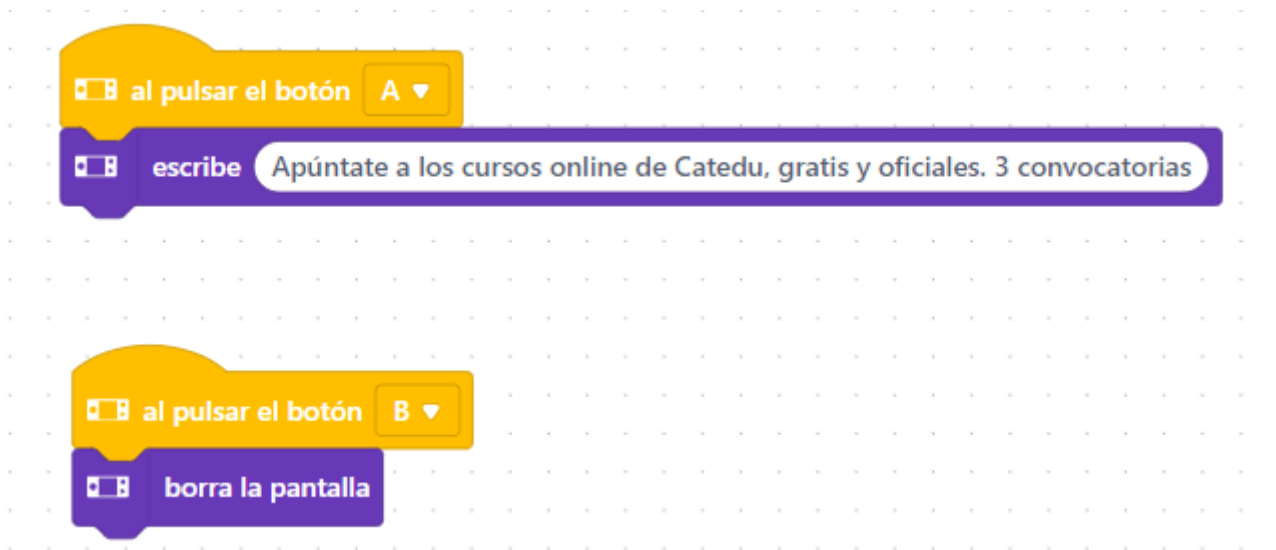 al pulsar el botón A
escribe Apúntate a los cursos online de Catedu, gratis y oficiales. 3 convocatorias
al pulsar el botón B
borra la pantalla